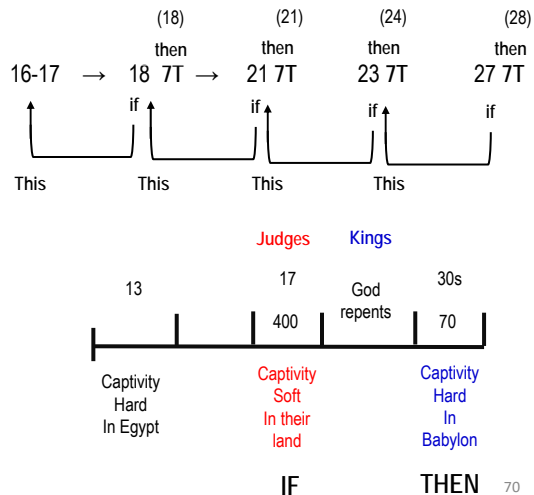 (18) (21) (24) (28)
then then then then
16-17 → 18 7T → 21 7T 23 7T 27 7T
if if if if
This This This This
Judges Kings
13 17 God repents 30s
400 70
Captivity Hard In Egypt
Captivity Soft In their land
Captivity Hard In Babylon
IF THEN 70